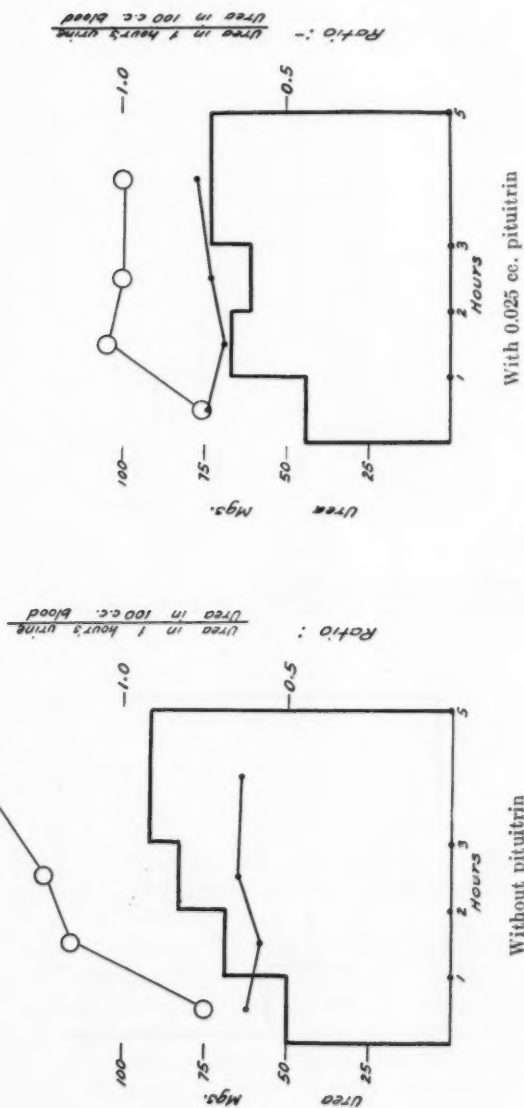 100—
75—
50—
25—
Mgs.
Urea
1
2
3
5
Hours
—1.0
—0.5
Ratio :
Urea in 1 hour's urine
Urea in 100 c.c. blood
Without pituitrin
100—
75—
50—
25—
Mgs.
Urea
1
2
3
5
Hours
—1.0
—0.5
Ratio :-
Urea in 1 hour's urine
Urea in 100 c.c. blood
With 0.025 cc. pituitrin